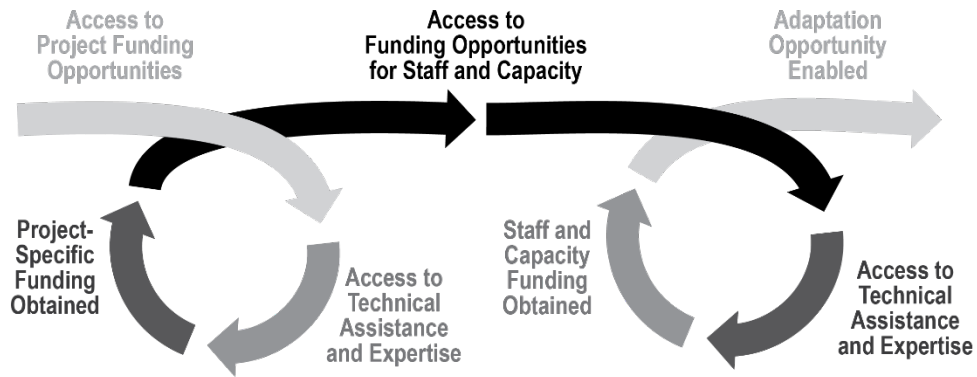 Access to
Project Funding
Opportunities
Access to
Funding Opportunities
for Staff and Capacity
Adaptation
Opportunity
Enabled
Project-
Specific
Funding
Obtained
Access to
Technical
Assistance
and Expertise
Staff and
Capacity
Funding
Obtained
Access to
Technical
Assistance
and Expertise